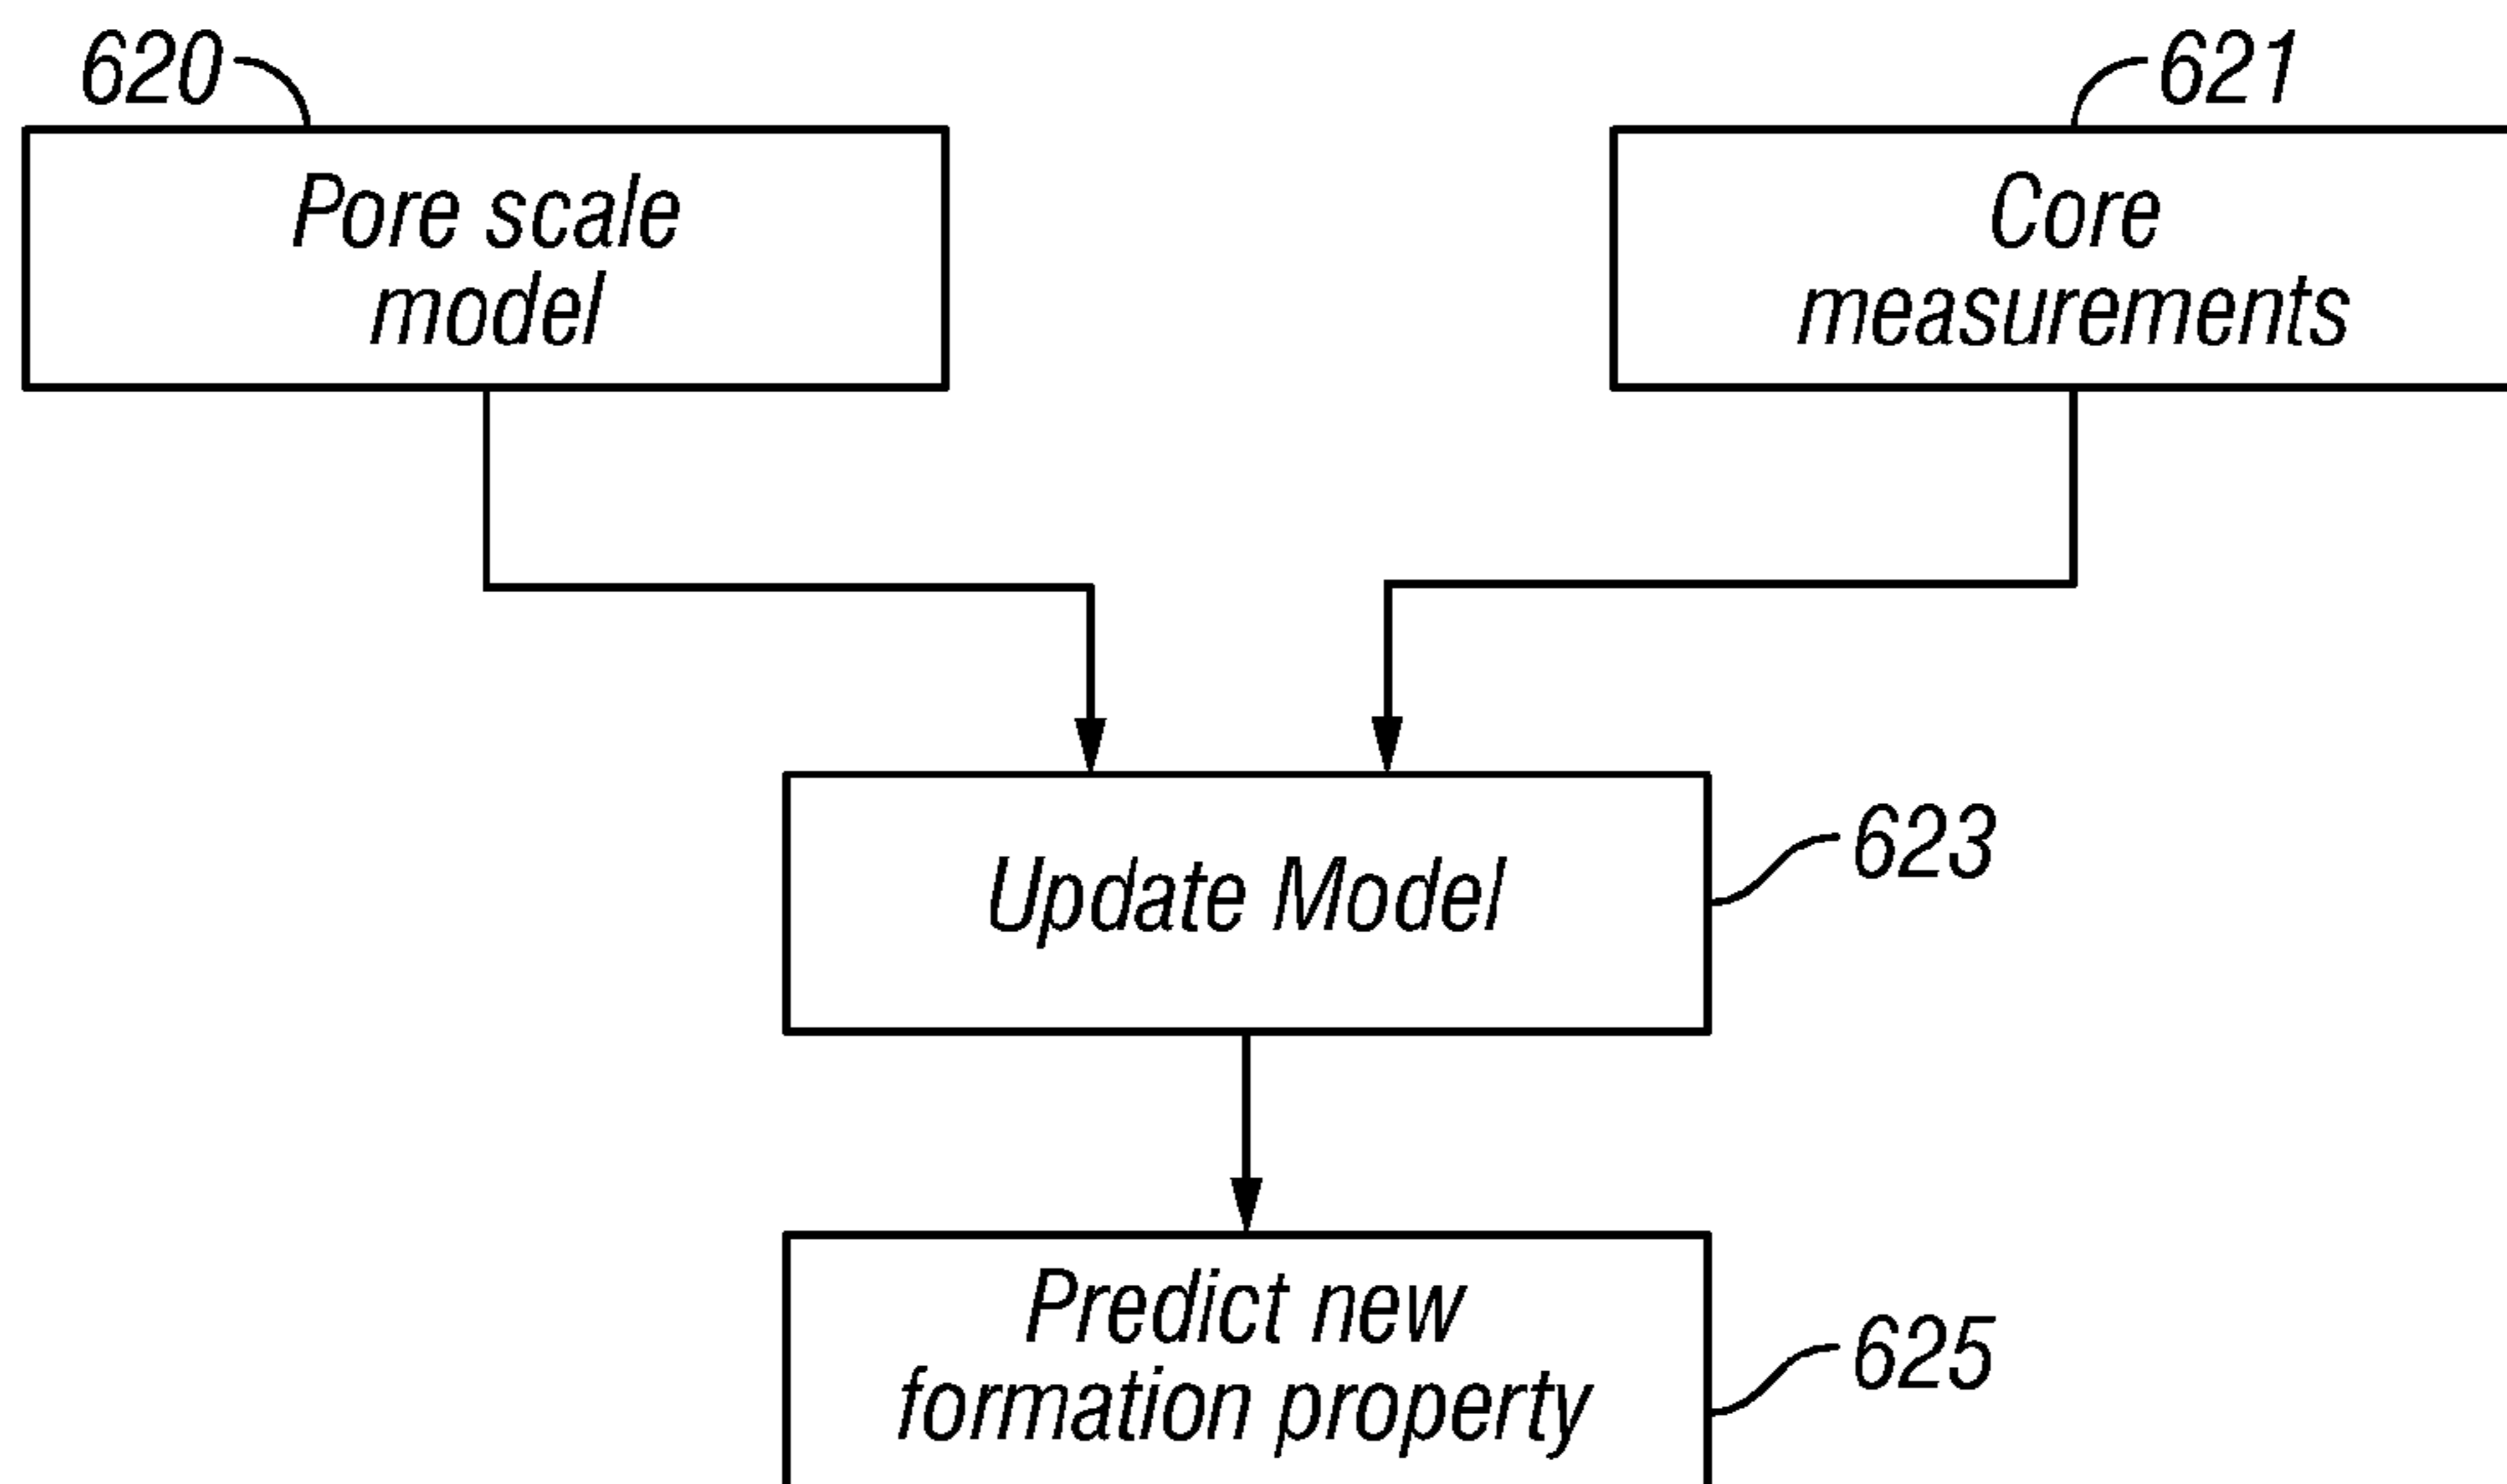 620
621
Pore scale
model
Core
measurements
Update Model
623
Predict new
formation property
625